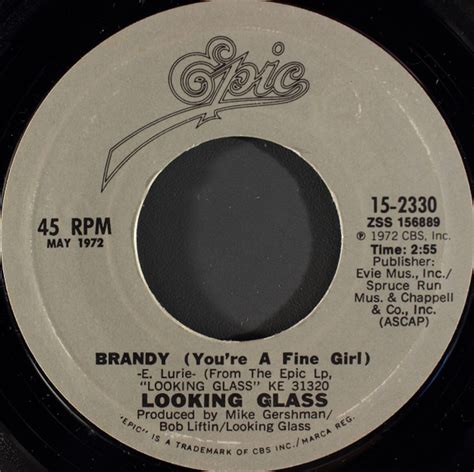 Epic
45 RPM
MAY 1972
15-2330
ZSS 156889
℗ 1972 CBS, Inc.
Time: 2:55
Publisher:
Evie Mus., Inc./
Spruce Run
Mus. & Chappell
& Co. Inc.
(ASCAP)
BRANDY (You're A Fine Girl)
-E. Lurie- (From The Epic Lp,
"LOOKING GLASS" KE 31320
LOOKING GLASS
Produced by Mike Gershman/
Bob Liftin/Looking Glass
"EPIC" IS A TRADEMARK OF CBS INC./MARCA REG.